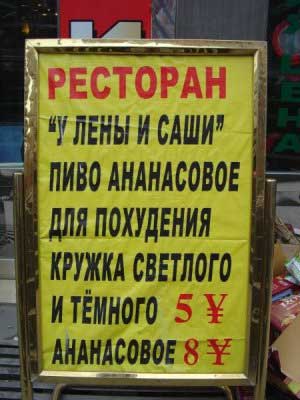 РЕСТОРАН
"У ЛЕНЫ И САШИ"
ПИВО АНАНАСОВОЕ
ДЛЯ ПОХУДЕНИЯ
КРУЖКА СВЕТЛОГО
И ТЁМНОГО 5 ¥
АНАНАСОВОЕ 8 ¥